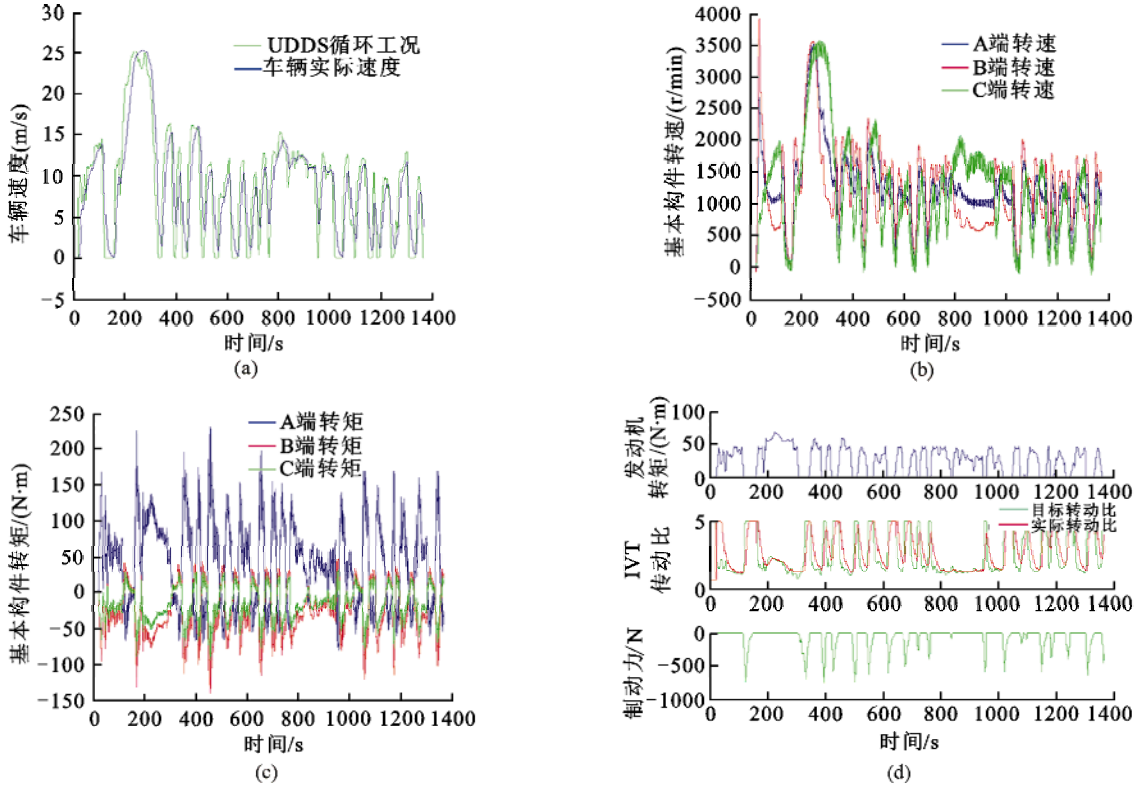 30
25
20
15
10
5
0
−5
车辆速度(m/s)
UDDS循环工况
车辆实际速度
0 200 400 600 800 1000 1200 1400
时间/s
(a)
4000
3500
3000
2500
2000
1500
1000
500
0
−500
基本构件转速/(r/min)
A端转速
B端转速
C端转速
0 200 400 600 800 1000 1200 1400
时间/s
(b)
250
200
150
100
50
0
−50
−100
−150
基本构件转矩/(N·m)
A端转矩
B端转矩
C端转矩
0 200 400 600 800 1000 1200 1400
时间/s
(c)
发动机
转矩/(N·m)
100
50
0
0 200 400 600 800 1000 1200 1400
IVT
传动比
5
0
目标转动比
实际转动比
0 200 400 600 800 1000 1200 1400
制动力/N
0
−500
−1000
0 200 400 600 800 1000 1200 1400
时间/s
(d)